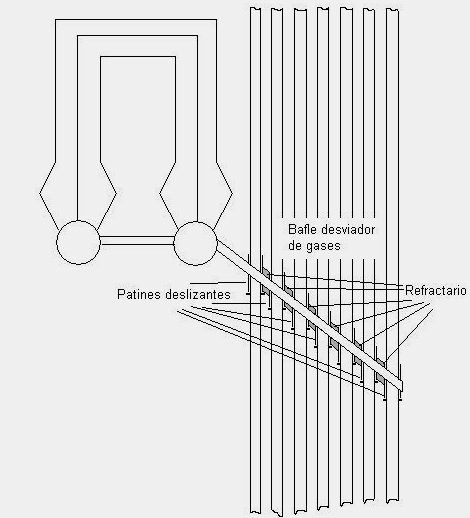 Bafle desviador
de gases
Patines deslizantes
Refractario